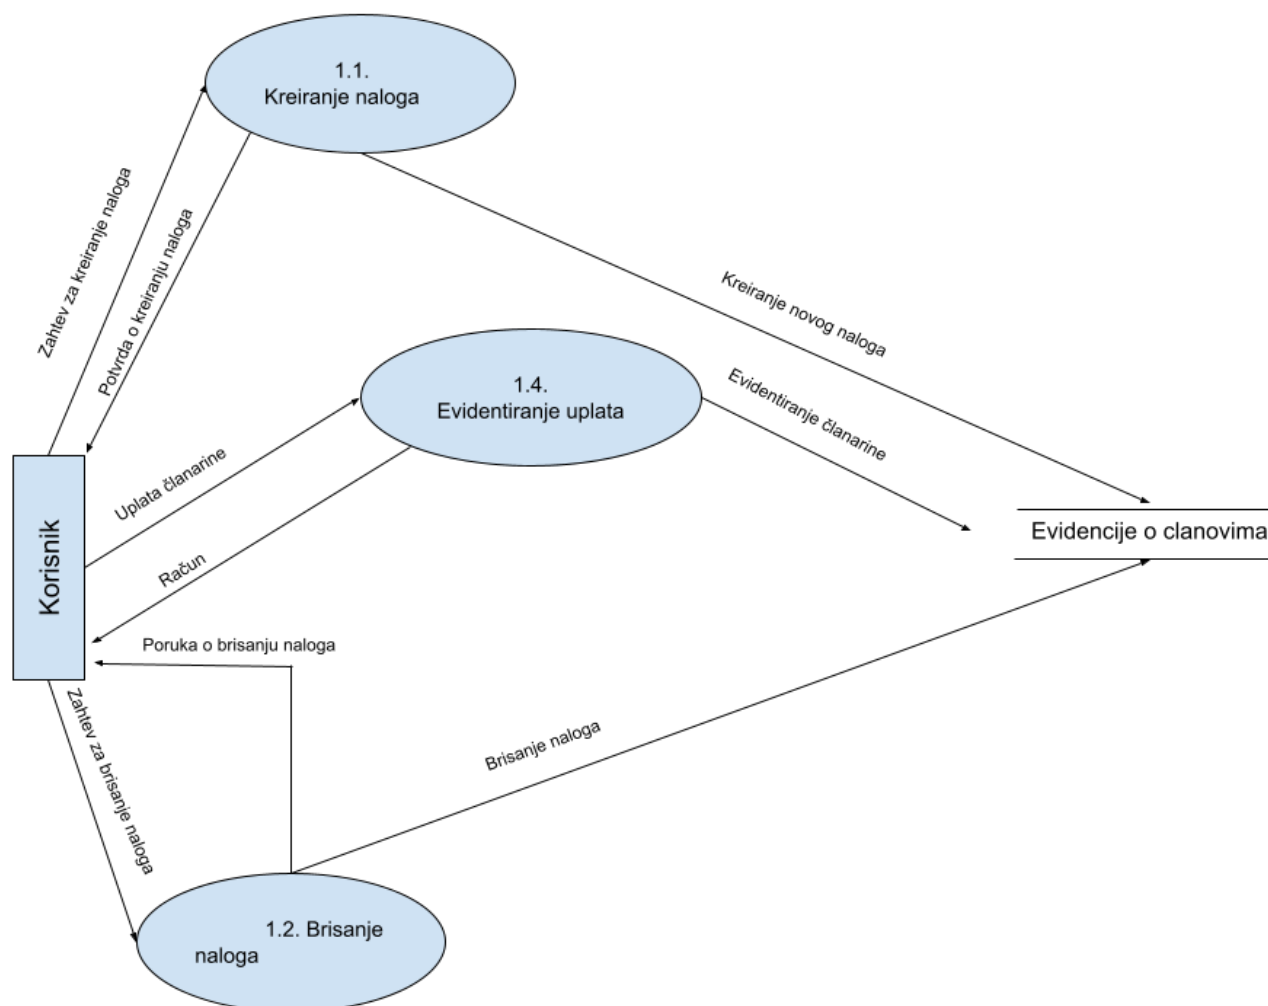 1.1.
Kreiranje naloga
Zahtev za kreiranje naloga
Potvrda o kreiranju naloga
Kreiranje novog naloga
1.4.
Evidentiranje uplata
Evidentiranje članarine
Uplata članarine
Račun
Korisnik
Evidencije o clanovima
Poruka o brisanju naloga
Zahtev za brisanje naloga
Brisanje naloga
1.2. Brisanje
naloga